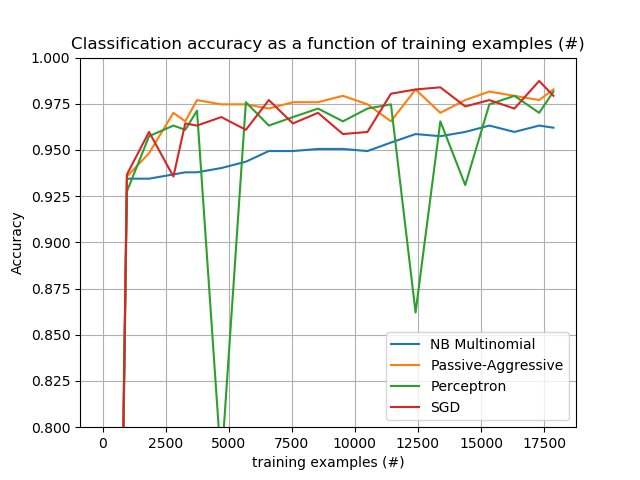 Classification accuracy as a function of training examples (#)
1.000
0.975
0.950
0.925
0.900
0.875
0.850
0.825
0.800
Accuracy
NB Multinomial
Passive-Aggressive
Perceptron
SGD
0 2500 5000 7500 10000 12500 15000 17500
training examples (#)